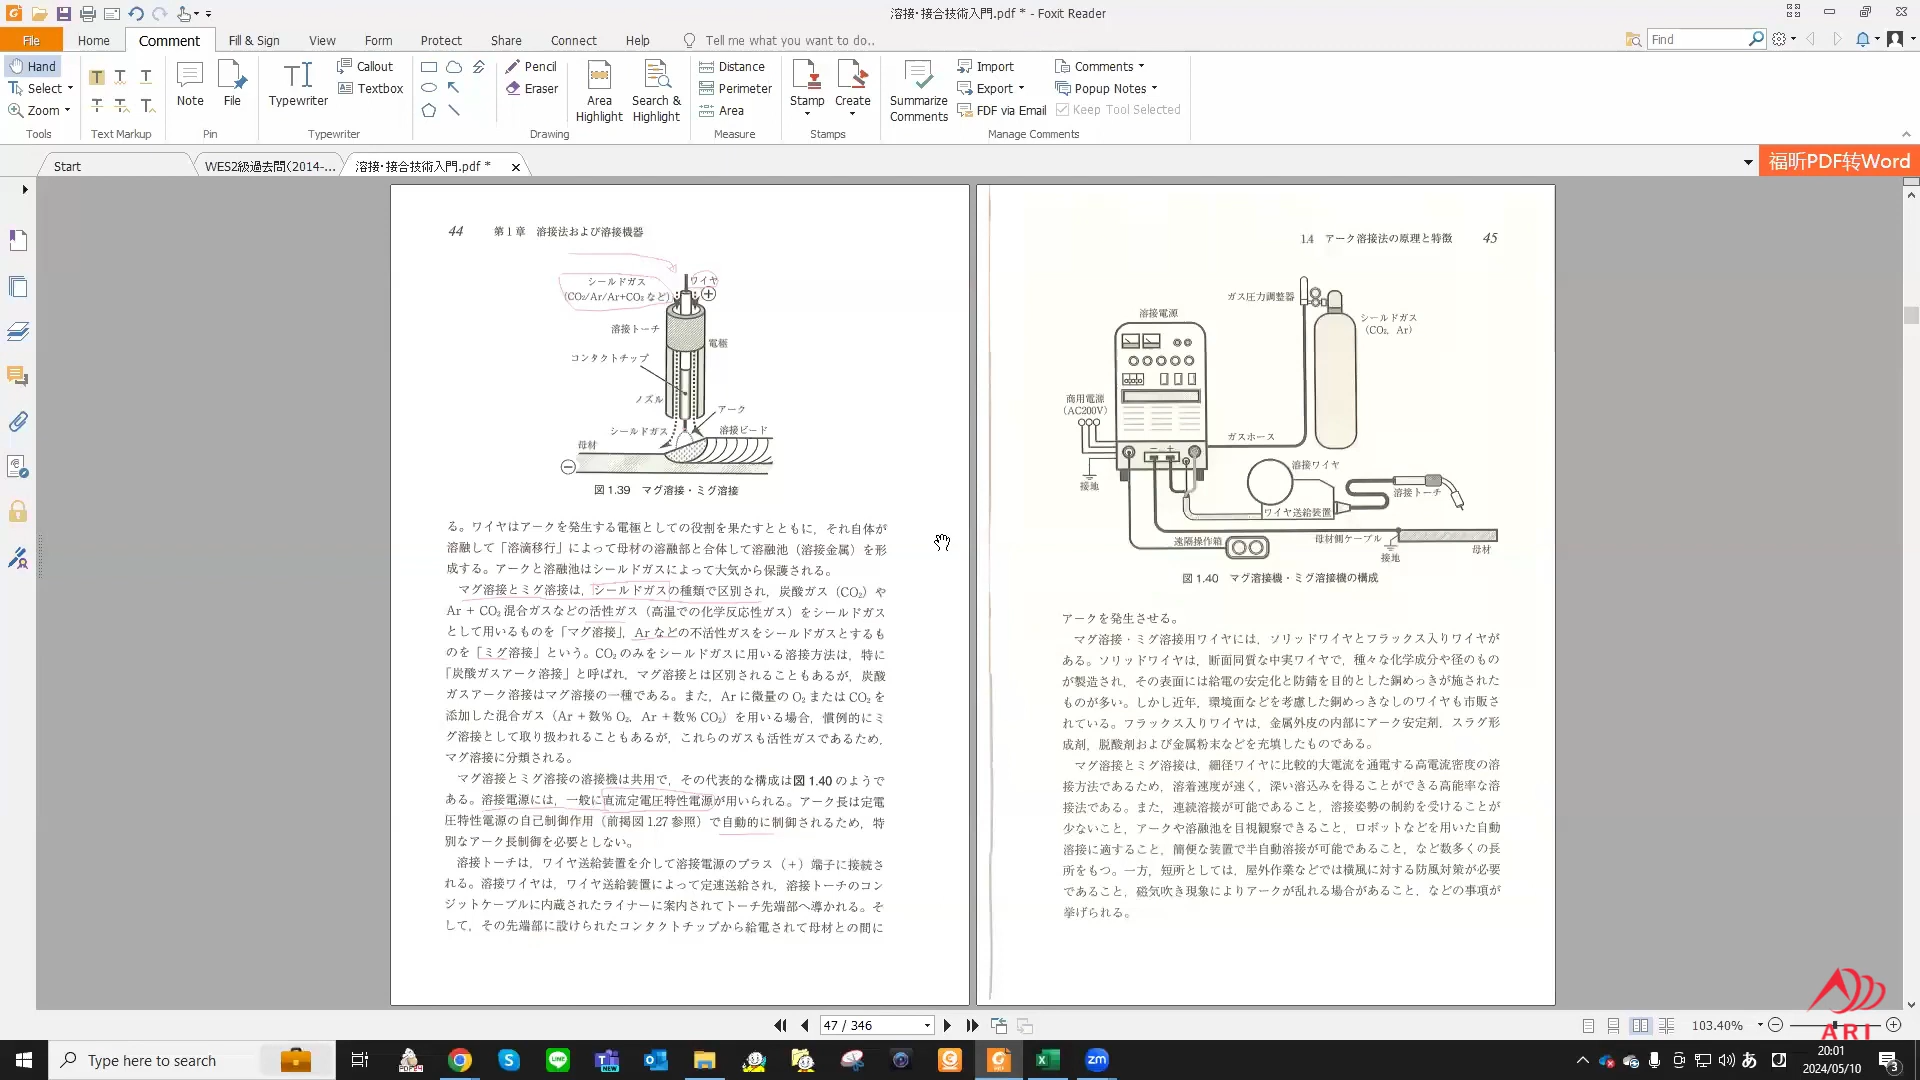 溶接・接合技術入門.pdf * - Foxit Reader
File Home Comment Fill & Sign View Form Protect Share Connect Help Tell me what you want to do.. Find
Hand Select Zoom Tools
Text Markup
Note File Pin
Typewriter Callout Textbox Typewriter
Pencil Eraser Area Highlight Search & Highlight Drawing
Distance Perimeter Area Measure
Stamp Create Stamps
Summarize Comments Import Export FDF via Email Comments Popup Notes Keep Tool Selected Manage Comments
Start WES2級過去問(2014-... 溶接・接合技術入門.pdf *
福昕PDF转Word
44 第1章 溶接法および溶接機器
シールドガス
(CO₂/Ar/Ar+CO₂ など)
ワイヤ
溶接トーチ
電極
コンタクトチップ
ノズル
アーク
シールドガス
溶接ビード
母材
図 1.39 マグ溶接・ミグ溶接
る。ワイヤはアークを発生する電極としての役割を果たすとともに，それ自体が
溶融して「溶滴移行」によって母材の溶融部と合体して溶融池（溶接金属）を形
成する。アークと溶融池はシールドガスによって大気から保護される。
マグ溶接とミグ溶接は，シールドガスの種類で区別され，炭酸ガス（CO₂）や
Ar + CO₂ 混合ガスなどの活性ガス（高温での化学反応性ガス）をシールドガス
として用いるものを「マグ溶接」，Ar などの不活性ガスをシールドガスとするも
のを「ミグ溶接」という。CO₂ のみをシールドガスに用いる溶接方法は，特に
「炭酸ガスアーク溶接」と呼ばれ，マグ溶接とは区別されることもあるが，炭酸
ガスアーク溶接はマグ溶接の一種である。また，Ar に微量の O₂ または CO₂ を
添加した混合ガス（Ar + 数% O₂，Ar + 数% CO₂）を用いる場合，慣例的にミ
グ溶接として取り扱われることもあるが，これらのガスも活性ガスであるため，
マグ溶接に分類される。
マグ溶接とミグ溶接の溶接機は共用で，その代表的な構成は図 1.40 のようで
ある。溶接電源には，一般に直流定電圧特性電源が用いられる。アーク長は定電
圧特性電源の自己制御作用（前掲図 1.27 参照）で自動的に制御されるため，特
別なアーク長制御を必要としない。
溶接トーチは，ワイヤ送給装置を介して溶接電源のプラス（+）端子に接続さ
れる。溶接ワイヤは，ワイヤ送給装置によって定速送給され，溶接トーチのコン
ジットケーブルに内蔵されたライナーに案内されてトーチ先端部へ導かれる。そ
して，その先端部に設けられたコンタクトチップから給電されて母材との間に
1.4 アーク溶接法の原理と特徴 45
ガス圧力調整器
溶接電源
シールドガス
（CO₂，Ar）
商用電源
（AC200V）
ガスホース
接地
溶接ワイヤ
溶接トーチ
ワイヤ送給装置
遠隔操作箱
母材側ケーブル
接地
母材
図 1.40 マグ溶接機・ミグ溶接機の構成
アークを発生させる。
マグ溶接・ミグ溶接用ワイヤには，ソリッドワイヤとフラックス入りワイヤが
ある。ソリッドワイヤは，断面同質な中実ワイヤで，種々な化学成分や径のもの
が製造され，その表面には給電の安定化と防錆を目的とした銅めっきが施された
ものが多い。しかし近年，環境面などを考慮した銅めっきなしのワイヤも市販さ
れている。フラックス入りワイヤは，金属外皮の内部にアーク安定剤，スラグ形
成剤，脱酸剤および金属粉末などを充填したものである。
マグ溶接とミグ溶接は，細径ワイヤに比較的大電流を通電する高電流密度の溶
接方法であるため，溶着速度が速く，深い溶込みを得ることができる高能率な溶
接法である。また，連続溶接が可能であること，溶接姿勢の制約を受けることが
少ないこと，アークや溶融池を目視観察できること，ロボットなどを用いた自動
溶接に適すること，簡便な装置で半自動溶接が可能であること，など数多くの長
所をもつ。一方，短所としては，屋外作業などでは横風に対する防風対策が必要
であること，磁気吹き現象によりアークが乱れる場合があること，などの事項が
挙げられる。
47 / 346
103.40%
ARI
Type here to search
あ
20:01
2024/05/10
3